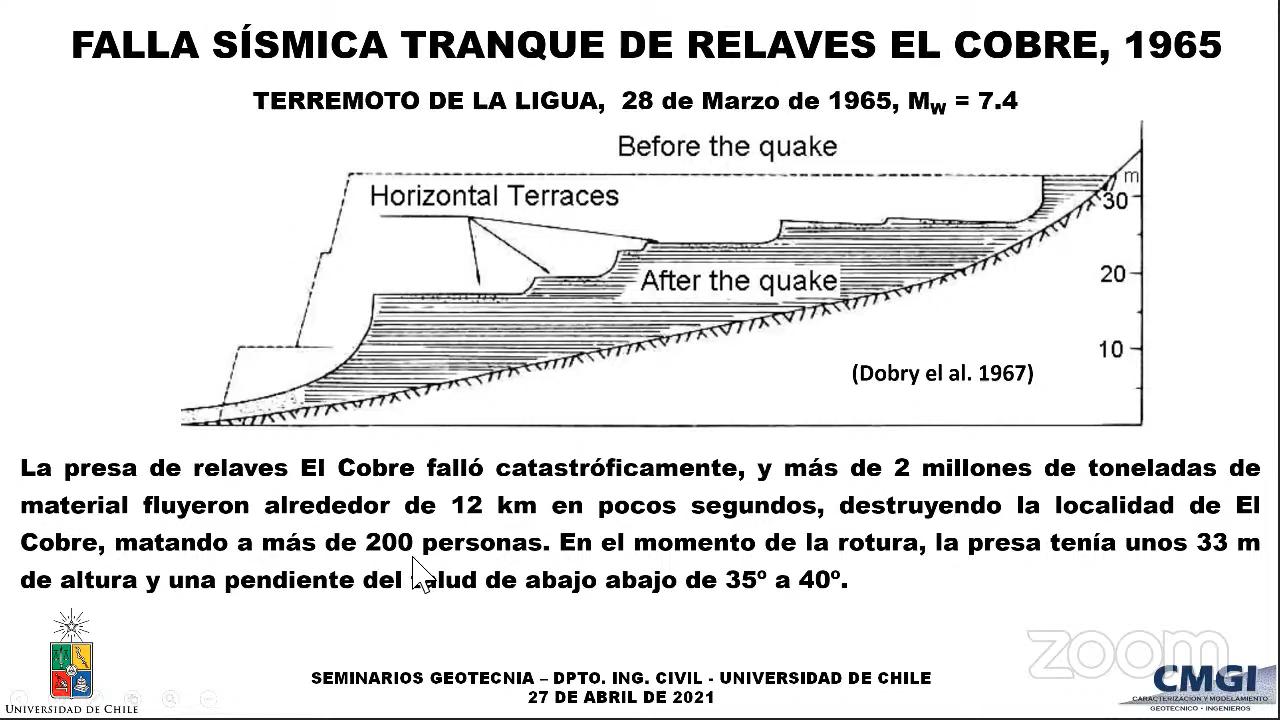 FALLA SÍSMICA TRANQUE DE RELAVES EL COBRE, 1965
TERREMOTO DE LA LIGUA, 28 de Marzo de 1965, Mw = 7.4
Before the quake
Horizontal Terraces
m
30
After the quake
20
10
(Dobry el al. 1967)
La presa de relaves El Cobre falló catastróficamente, y más de 2 millones de toneladas de
material fluyeron alrededor de 12 km en pocos segundos, destruyendo la localidad de El
Cobre, matando a más de 200 personas. En el momento de la rotura, la presa tenía unos 33 m
de altura y una pendiente del talud de abajo abajo de 35º a 40º.
zoom
SEMINARIOS GEOTECNIA – DPTO. ING. CIVIL - UNIVERSIDAD DE CHILE
27 DE ABRIL DE 2021
UNIVERSIDAD DE CHILE
CMGI
CARACTERIZACION Y MODELAMIENTO
GEOTECNICO - INGENIEROS